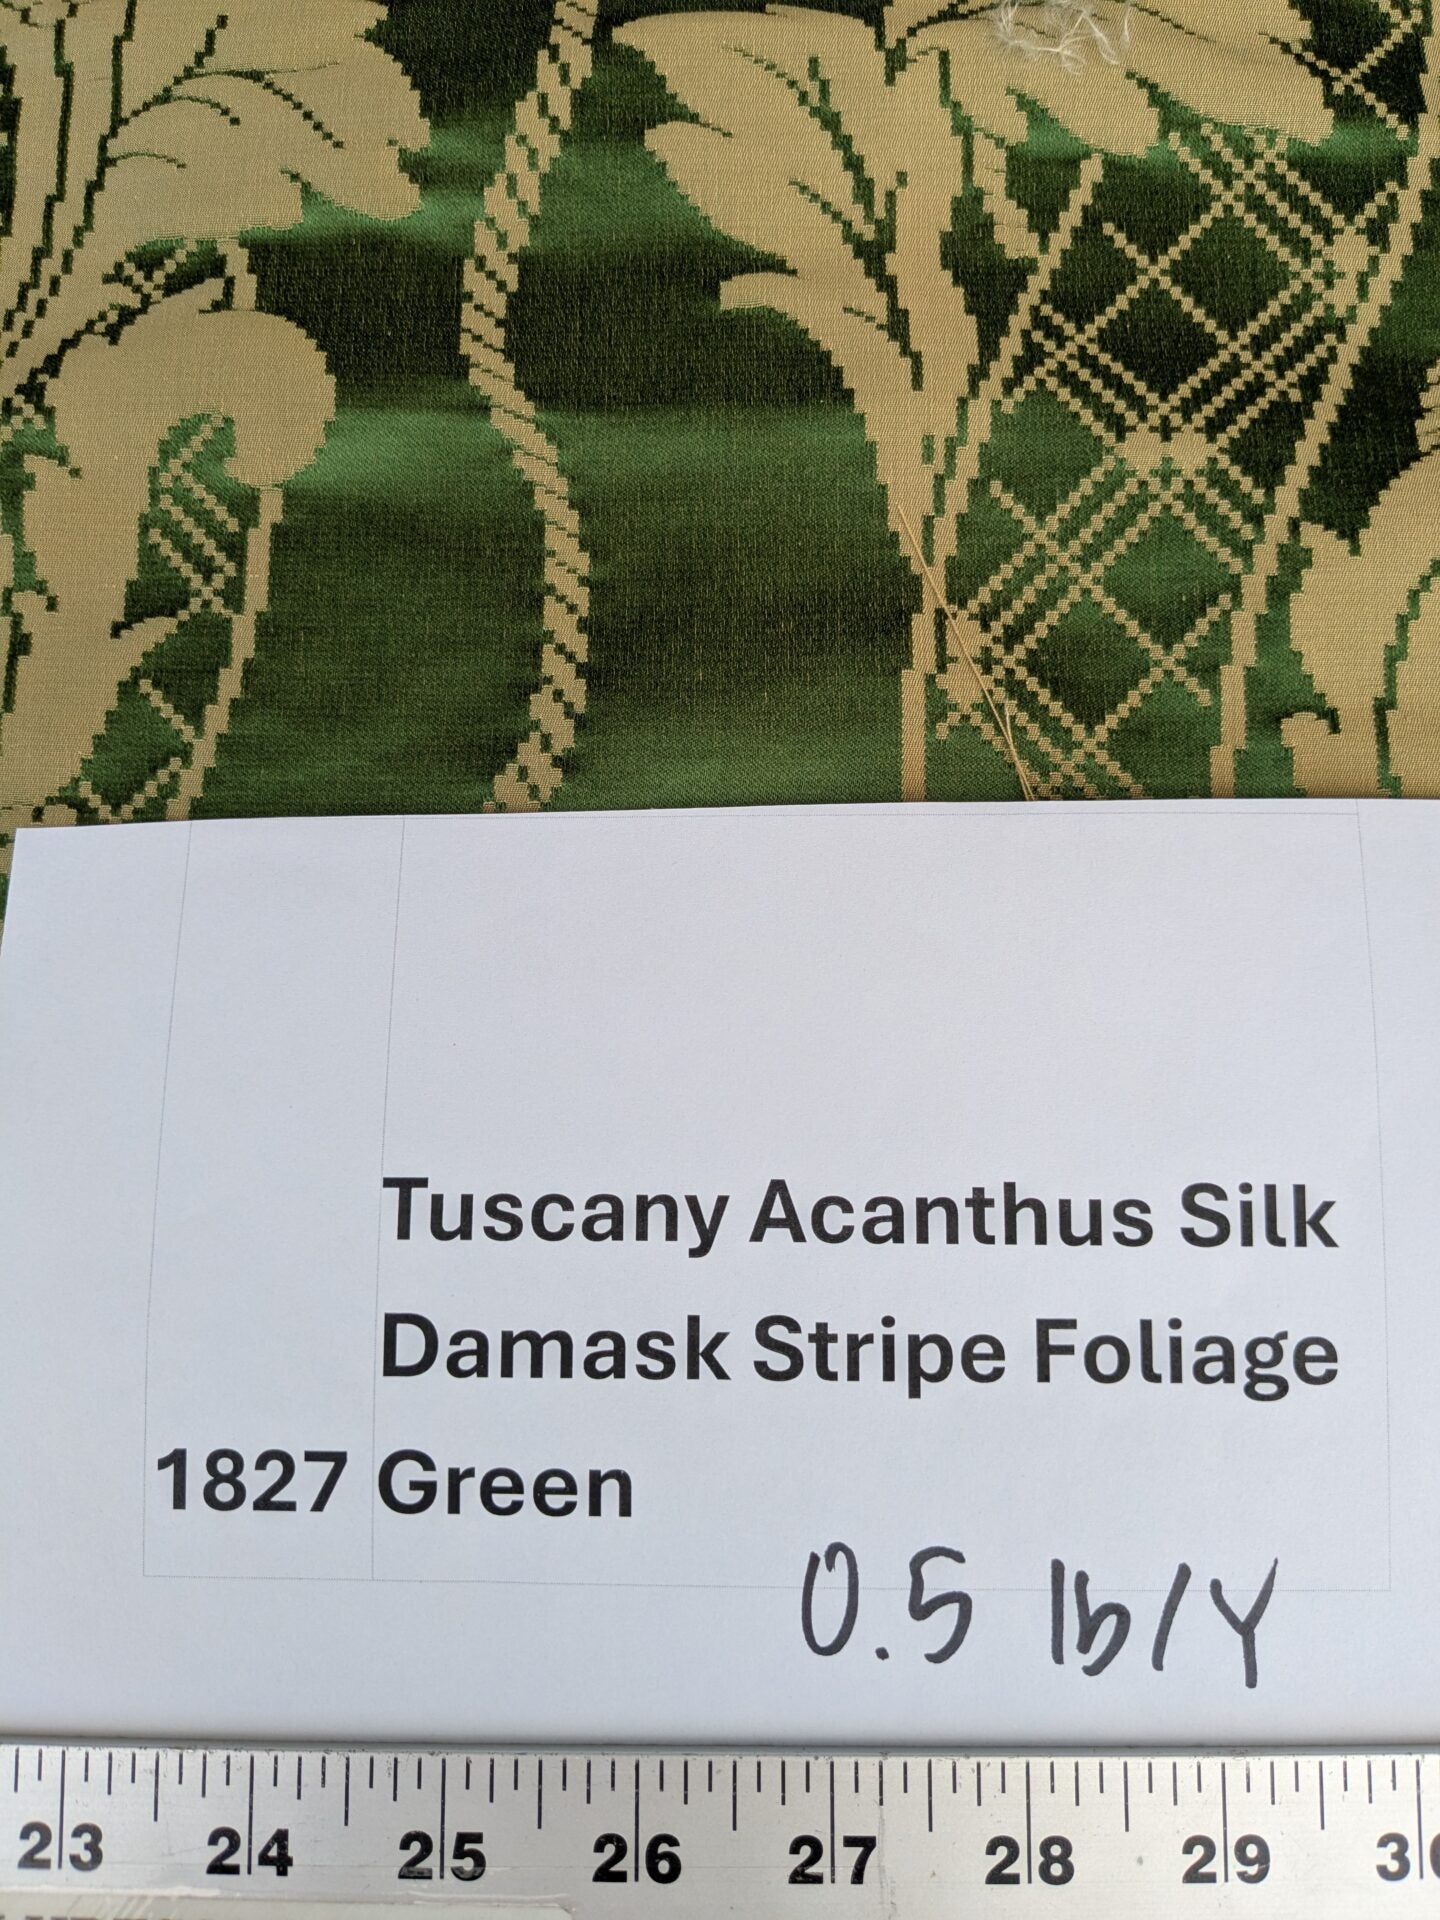 Tuscany Acanthus Silk
Damask Stripe Foliage
1827 Green
0.5 lb/Y
23 24 25 26 27 28 29